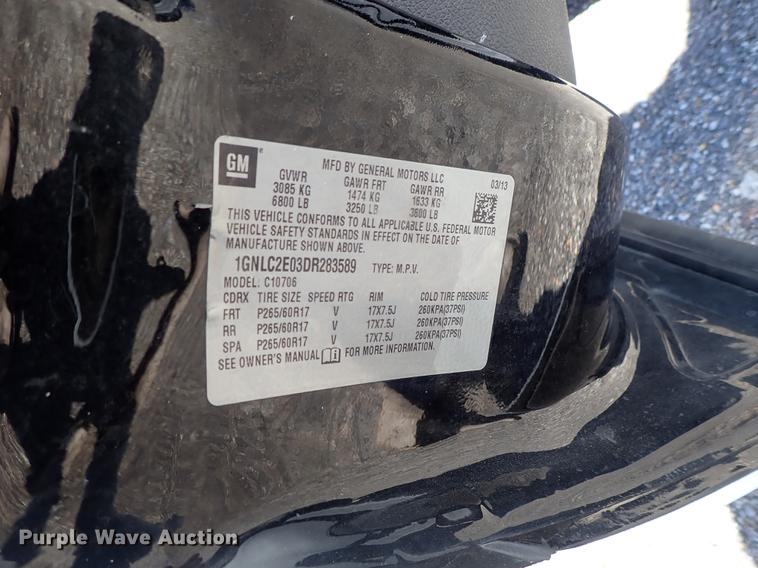 GM ®
MFD BY GENERAL MOTORS LLC
03/13
GVWR GAWR FRT GAWR RR
3085 KG 1474 KG 1633 KG
6800 LB 3250 LB 3600 LB
THIS VEHICLE CONFORMS TO ALL APPLICABLE U.S. FEDERAL MOTOR
VEHICLE SAFETY STANDARDS IN EFFECT ON THE DATE OF
MANUFACTURE SHOWN ABOVE.
1GNLC2E03DR283589 TYPE: M.P.V.
MODEL: C10706
CDRX TIRE SIZE SPEED RTG RIM COLD TIRE PRESSURE
FRT P265/60R17 V 17X7.5J 260KPA(37PSI)
RR P265/60R17 V 17X7.5J 260KPA(37PSI)
SPA P265/60R17 V 17X7.5J 260KPA(37PSI)
SEE OWNER'S MANUAL FOR MORE INFORMATION.
Purple Wave Auction